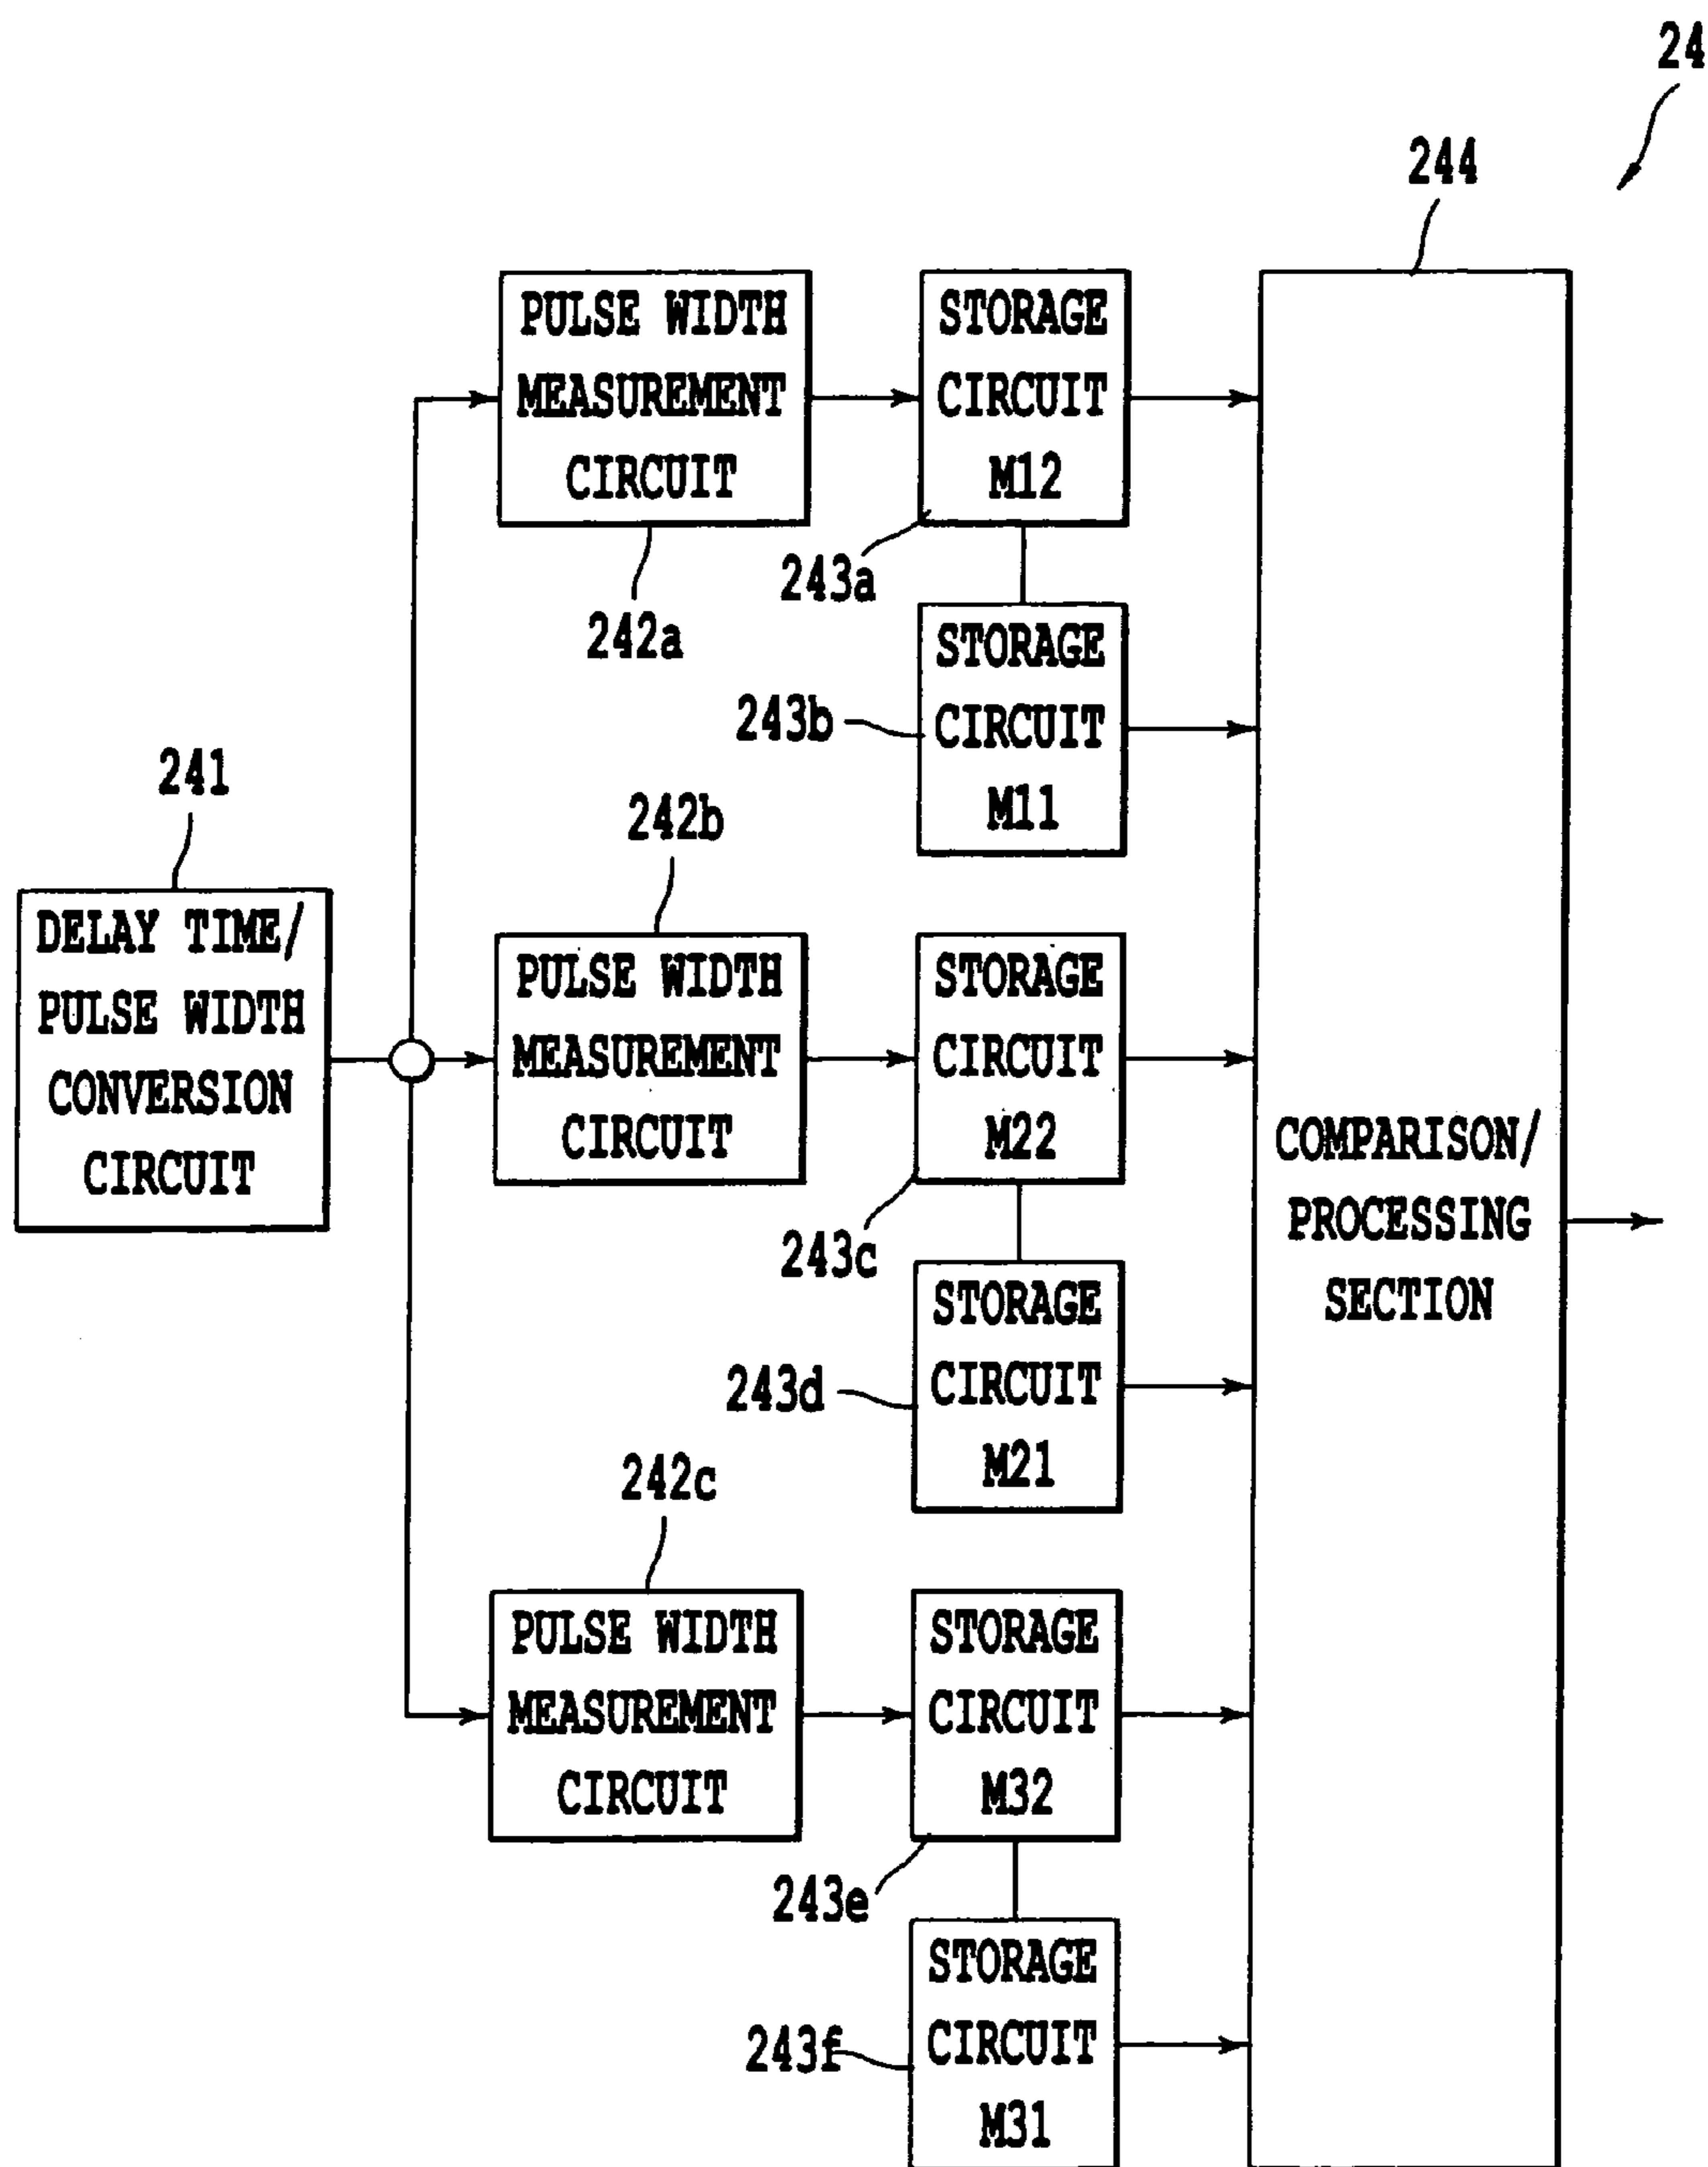 24
244
PULSE WIDTH
MEASUREMENT
CIRCUIT
STORAGE
CIRCUIT
M12
243a
242a
STORAGE
CIRCUIT
M11
243b
241
242b
DELAY TIME/
PULSE WIDTH
CONVERSION
CIRCUIT
PULSE WIDTH
MEASUREMENT
CIRCUIT
STORAGE
CIRCUIT
M22
243c
COMPARISON/
PROCESSING
SECTION
STORAGE
CIRCUIT
M21
243d
242c
PULSE WIDTH
MEASUREMENT
CIRCUIT
STORAGE
CIRCUIT
M32
243e
STORAGE
CIRCUIT
M31
243f